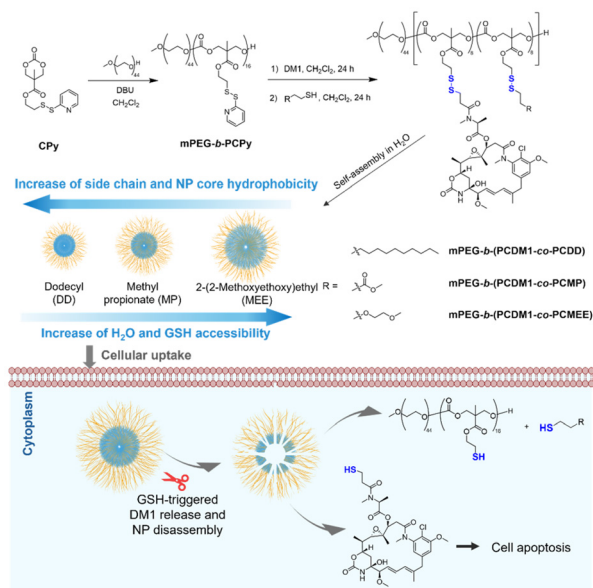 CPy
DBU
CH2Cl2
mPEG-b-PCPy
1) DM1, CH2Cl2, 24 h
2) R SH, CH2Cl2, 24 h
Self-assembly in H2O
Increase of side chain and NP core hydrophobicity
Dodecyl
(DD)
Methyl
propionate (MP)
2-(2-Methoxyethoxy)ethyl
(MEE)
R =
mPEG-b-(PCDM1-co-PCDD)
mPEG-b-(PCDM1-co-PCMP)
mPEG-b-(PCDM1-co-PCMEE)
Increase of H2O and GSH accessibility
Cellular uptake
Cytoplasm
GSH-triggered
DM1 release and
NP disassembly
+
HS R
SH
HS
Cell apoptosis